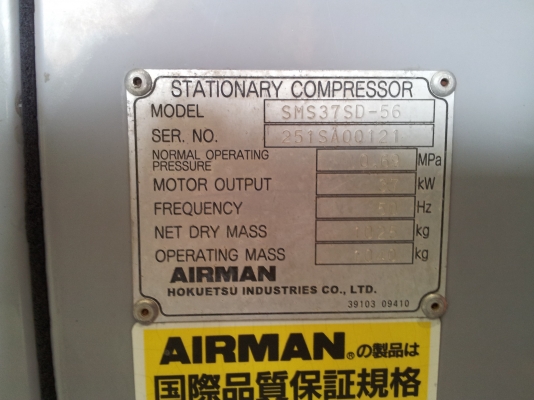 STATIONARY COMPRESSOR
MODEL SMS37SD-56
SER. NO. 251SA00121
NORMAL OPERATING PRESSURE MPa
MOTOR OUTPUT kW
FREQUENCY Hz
NET DRY MASS kg
OPERATING MASS kg
AIRMAN
HOKUETSU INDUSTRIES CO., LTD.
39103 09410
AIRMAN®の製品は
国際品質保証規格